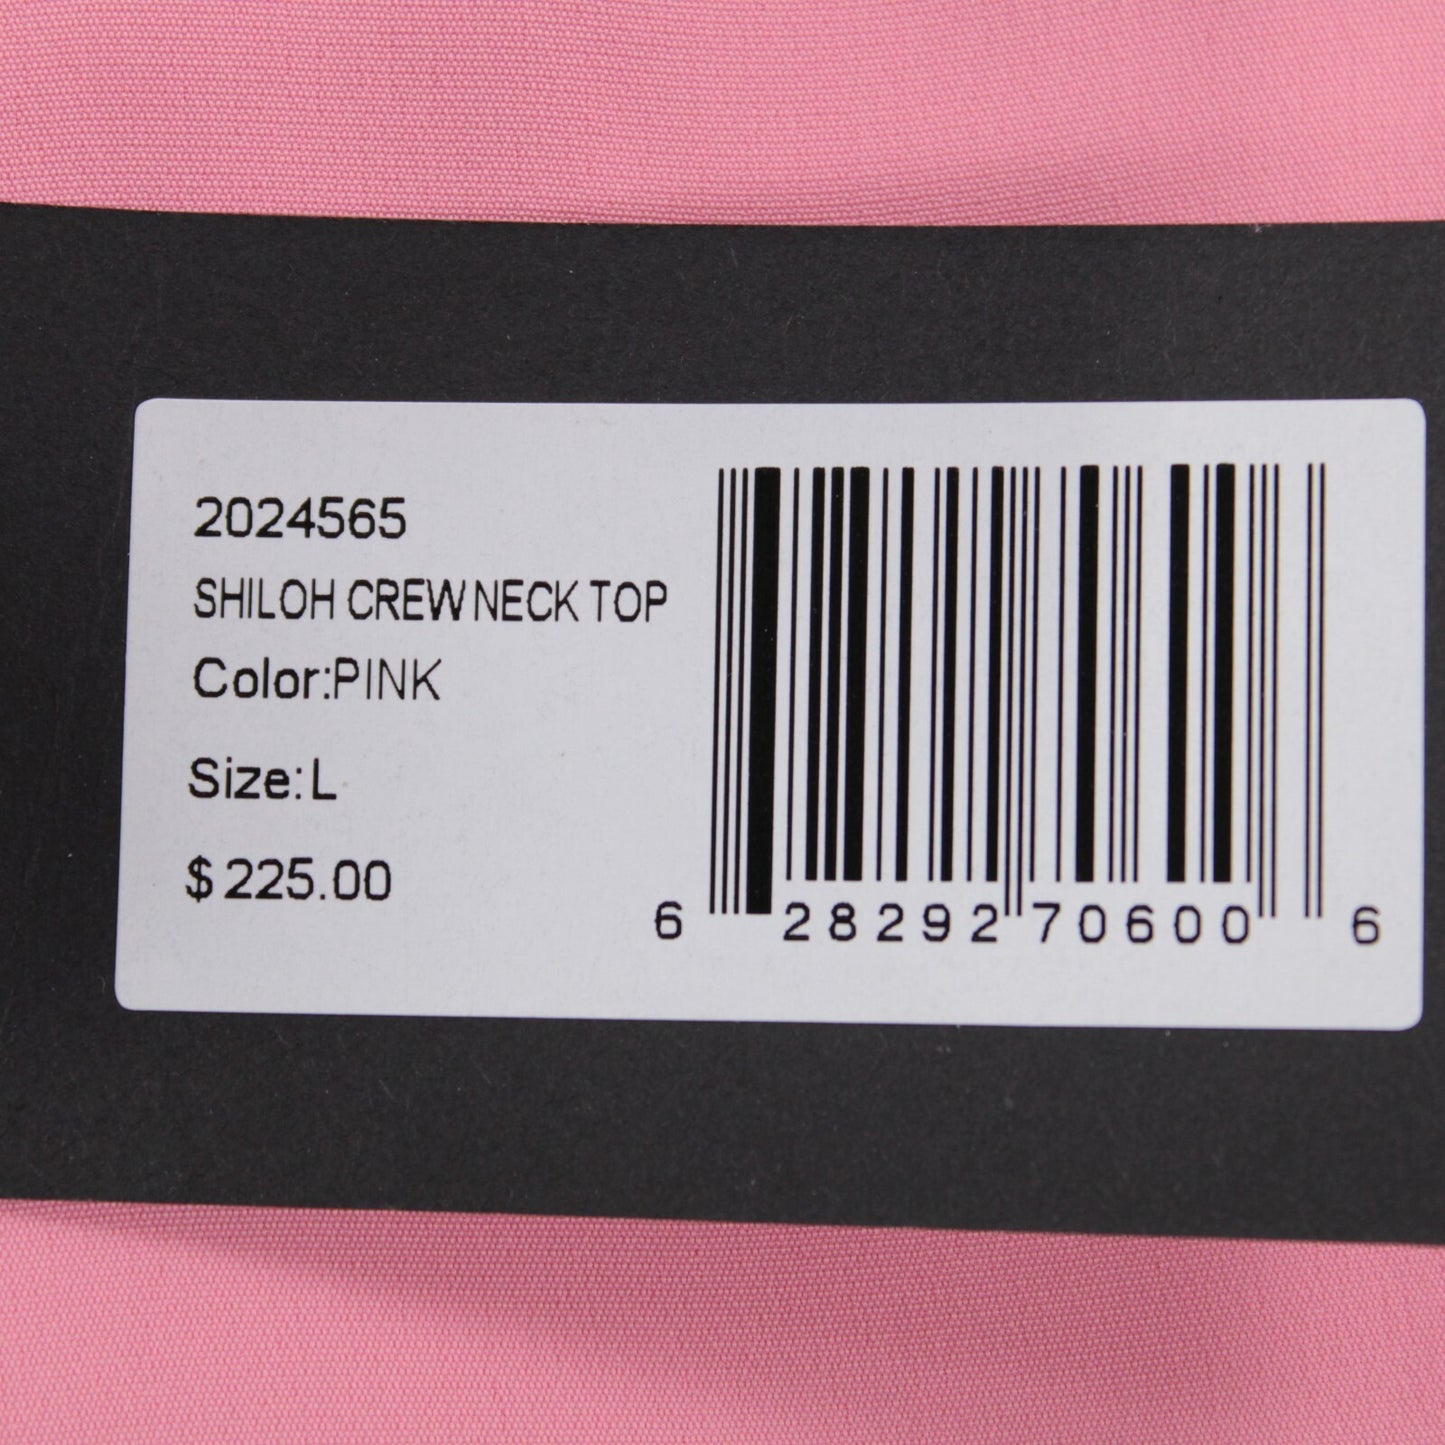 2024565
SHILOH CREW NECK TOP
Color:PINK
Size:L
$225.00
6 28292 70600 6